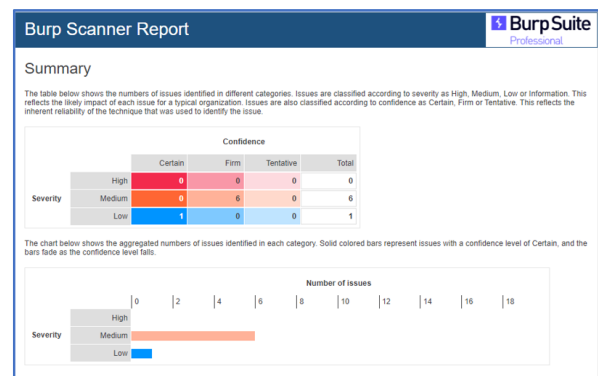 Burp Scanner Report
Burp Suite
Professional
Summary
The table below shows the numbers of issues identified in different categories. Issues are classified according to severity as High, Medium, Low or Information. This
reflects the likely impact of each issue for a typical organization. Issues are also classified according to confidence as Certain, Firm or Tentative. This reflects the
inherent reliability of the technique that was used to identify the issue.
Confidence
Certain Firm Tentative Total
High 0 0 0 0
Severity Medium 0 6 0 6
Low 1 0 0 1
The chart below shows the aggregated numbers of issues identified in each category. Solid colored bars represent issues with a confidence level of Certain, and the
bars fade as the confidence level falls.
Number of issues
0 2 4 6 8 10 12 14 16 18
High
Severity Medium
Low